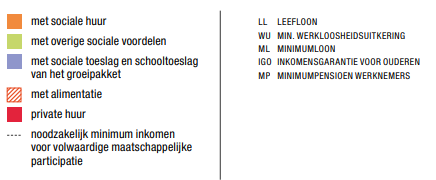 met sociale huur
met overige sociale voordelen
met sociale toeslag en schooltoeslag
van het groeipakket
met alimentatie
private huur
noodzakelijk minimum inkomen
voor volwaardige maatschappelijke
participatie
LL LEEFLOON
WU MIN. WERKLOOSHEIDSUITKERING
ML MINIMUMLOON
IGO INKOMENSGARANTIE VOOR OUDEREN
MP MINIMUMPENSIOEN WERKNEMERS